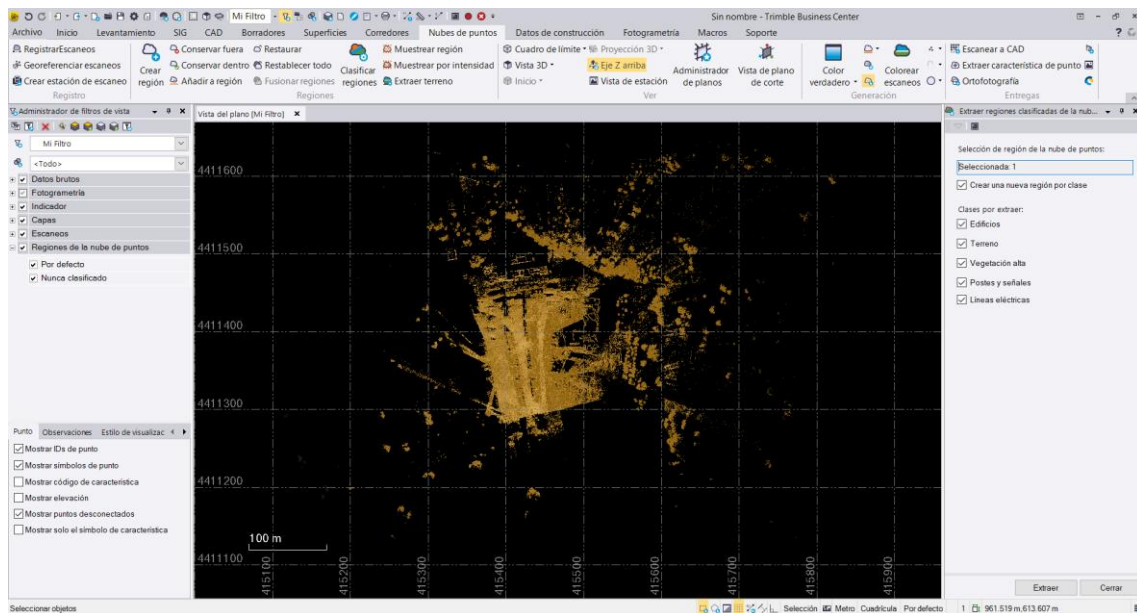 Mi Filtro
Sin nombre - Trimble Business Center
Archivo Inicio Levantamiento SIG CAD Borradores Superficies Corredores Nubes de puntos Datos de construcción Fotogrametría Macros Soporte
RegistrarEscaneos
Georeferenciar escaneos
Crear estación de escaneo
Registro
Crear región
Conservar fuera
Conservar dentro
Añadir a región
Restaurar
Restablecer todo
Fusionar regiones
Clasificar regiones
Muestrear región
Muestrear por intensidad
Extraer terreno
Regiones
Cuadro de límite
Vista 3D
Inicio
Proyección 3D
Eje Z arriba
Vista de estación
Administrador de planos
Vista de plano de corte
Ver
Color verdadero
Colorear escaneos
4
Generación
Escanear a CAD
Extraer característica de punto
Ortofotografía
Entregas
Administrador de filtros de vista
Mi Filtro
<Todo>
Datos brutos
Fotogrametría
Indicador
Capas
Escaneos
Regiones de la nube de puntos
Por defecto
Nunca clasificado
Punto Observaciones Estilo de visualizac
Mostrar IDs de punto
Mostrar símbolos de punto
Mostrar código de característica
Mostrar elevación
Mostrar puntos desconectados
Mostrar solo el símbolo de característica
Vista del plano [Mi Filtro]
4411600
4411500
4411400
4411300
4411200
4411100
100 m
415100
415200
415300
415400
415500
415600
415700
415800
415900
Extraer regiones clasificadas de la nub...
Selección de región de la nube de puntos:
Seleccionada: 1
Crear una nueva región por clase
Clases por extraer:
Edificios
Terreno
Vegetación alta
Postes y señales
Líneas eléctricas
Extraer Cerrar
Seleccionar objetos
Selección Metro Cuadrícula Por defecto 1 961.519 m,613.607 m